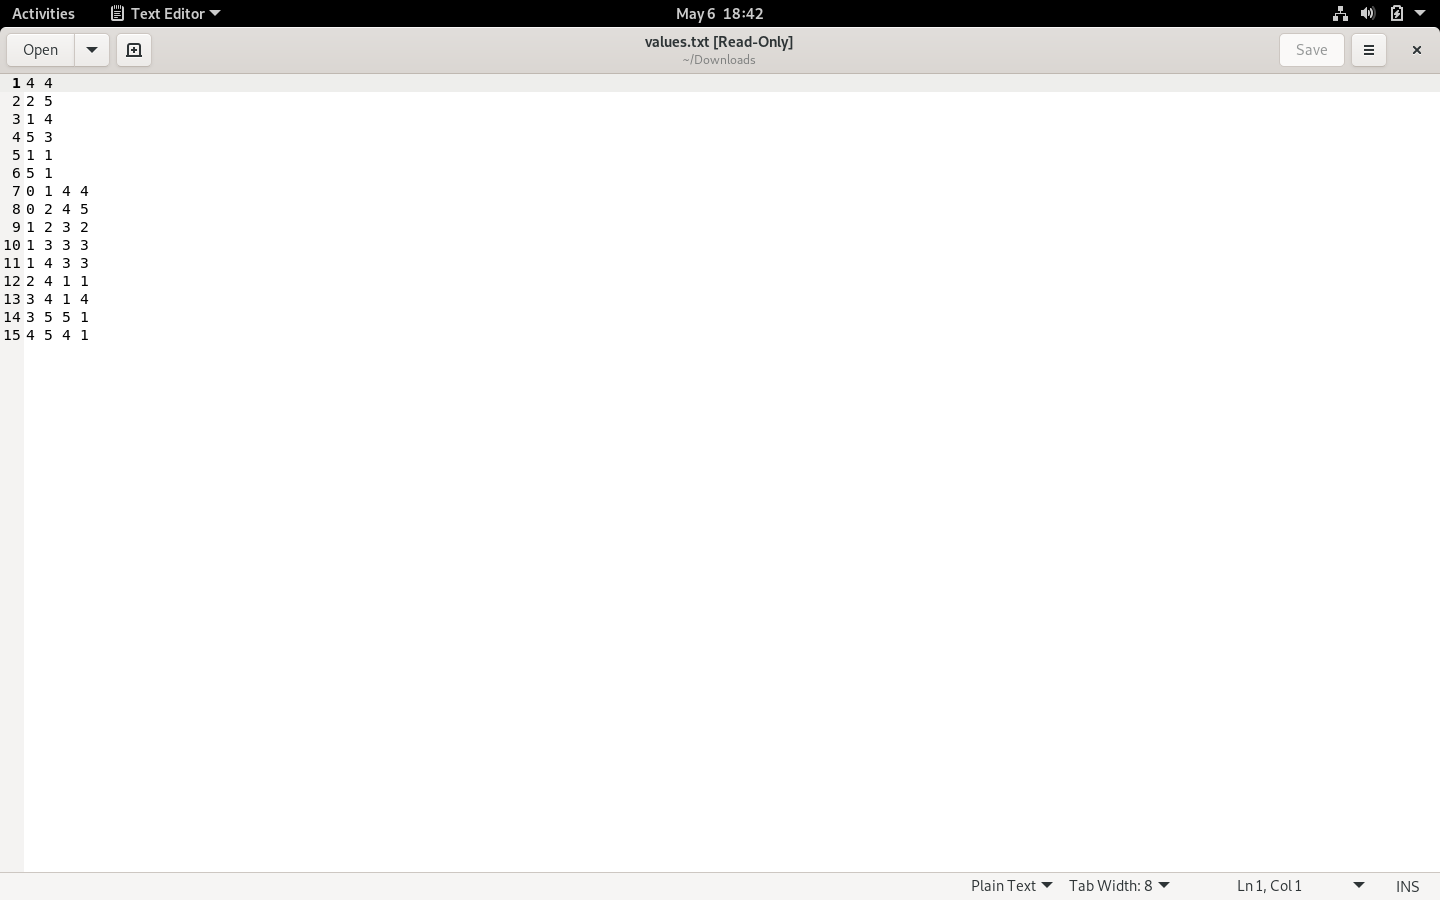 Activities Text Editor May 6 18:42
Open values.txt [Read-Only] Save
~/Downloads
1 4 4
2 2 5
3 1 4
4 5 3
5 1 1
6 5 1
7 0 1 4 4
8 0 2 4 5
9 1 2 3 2
10 1 3 3 3
11 1 4 3 3
12 2 4 1 1
13 3 4 1 4
14 3 5 5 1
15 4 5 4 1
Plain Text Tab Width: 8 Ln 1, Col 1 INS